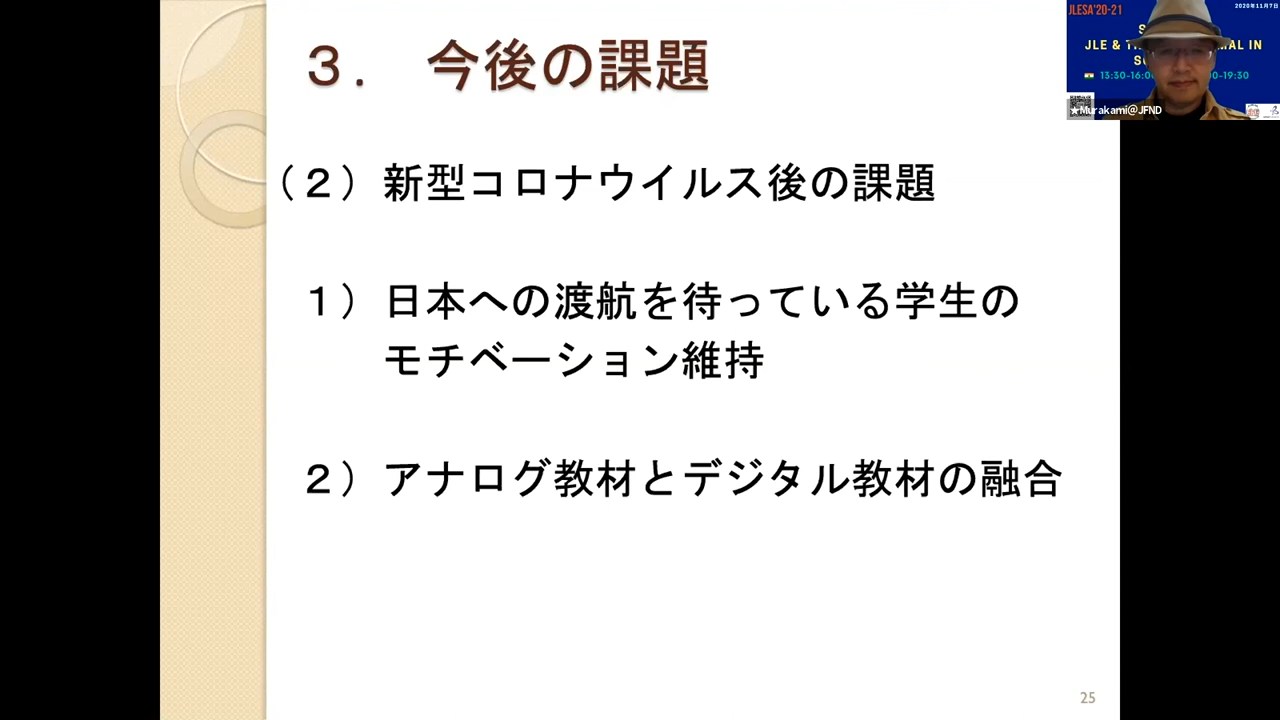 3． 今後の課題
（2）新型コロナウイルス後の課題
1）日本への渡航を待っている学生の
モチベーション維持
2）アナログ教材とデジタル教材の融合
25
JLESA'20-21
2020年11月7日
JLE & T
AL IN
13:30-16:0
0-19:30
★Murakami@JFND